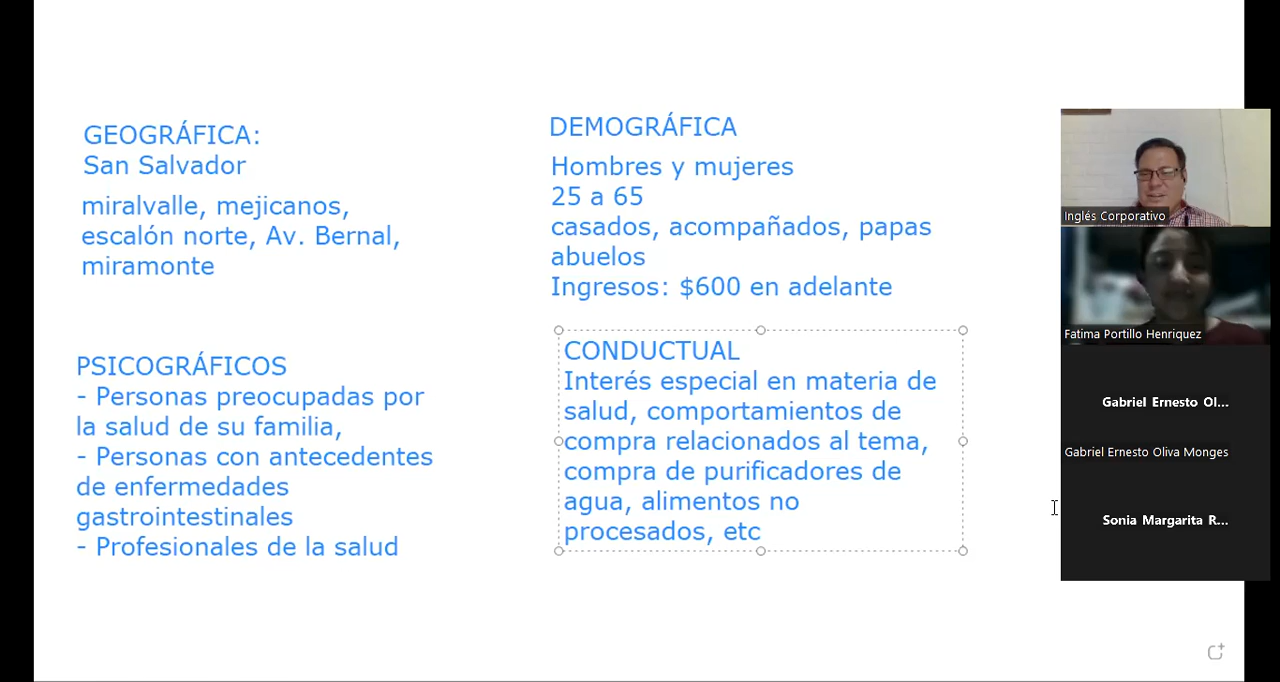 GEOGRÁFICA:
San Salvador
miralvalle, mejicanos,
escalón norte, Av. Bernal,
miramonte
DEMOGRÁFICA
Hombres y mujeres
25 a 65
casados, acompañados, papas
abuelos
Ingresos: $600 en adelante
PSICOGRÁFICOS
- Personas preocupadas por
la salud de su familia,
- Personas con antecedentes
de enfermedades
gastrointestinales
- Profesionales de la salud
CONDUCTUAL
Interés especial en materia de
salud, comportamientos de
compra relacionados al tema,
compra de purificadores de
agua, alimentos no
procesados, etc
Inglés Corporativo
Fatima Portillo Henriquez
Gabriel Ernesto Ol...
Gabriel Ernesto Oliva Monges
Sonia Margarita R...